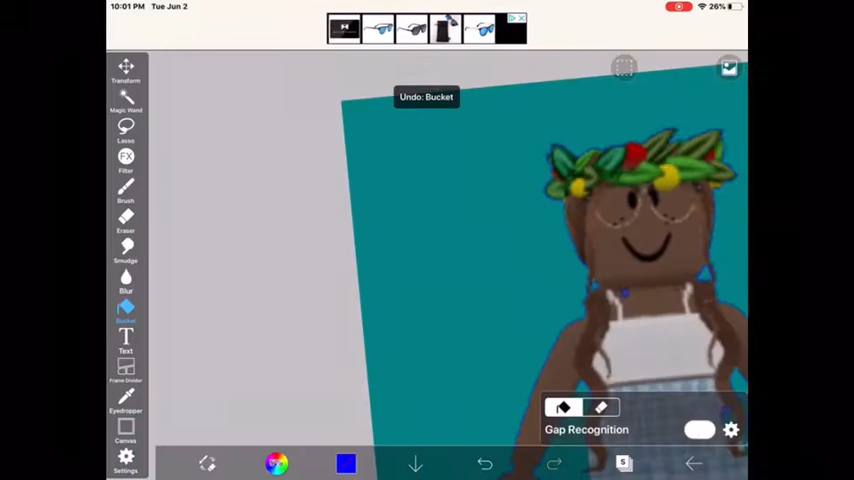 10:01 PM Tue Jun 2
26%
Undo: Bucket
Transform
Magic Wand
Lasso
FX
Filter
Brush
Eraser
Smudge
Blur
Bucket
T
Text
Frame Divider
Eyedropper
Canvas
Settings
Gap Recognition
5